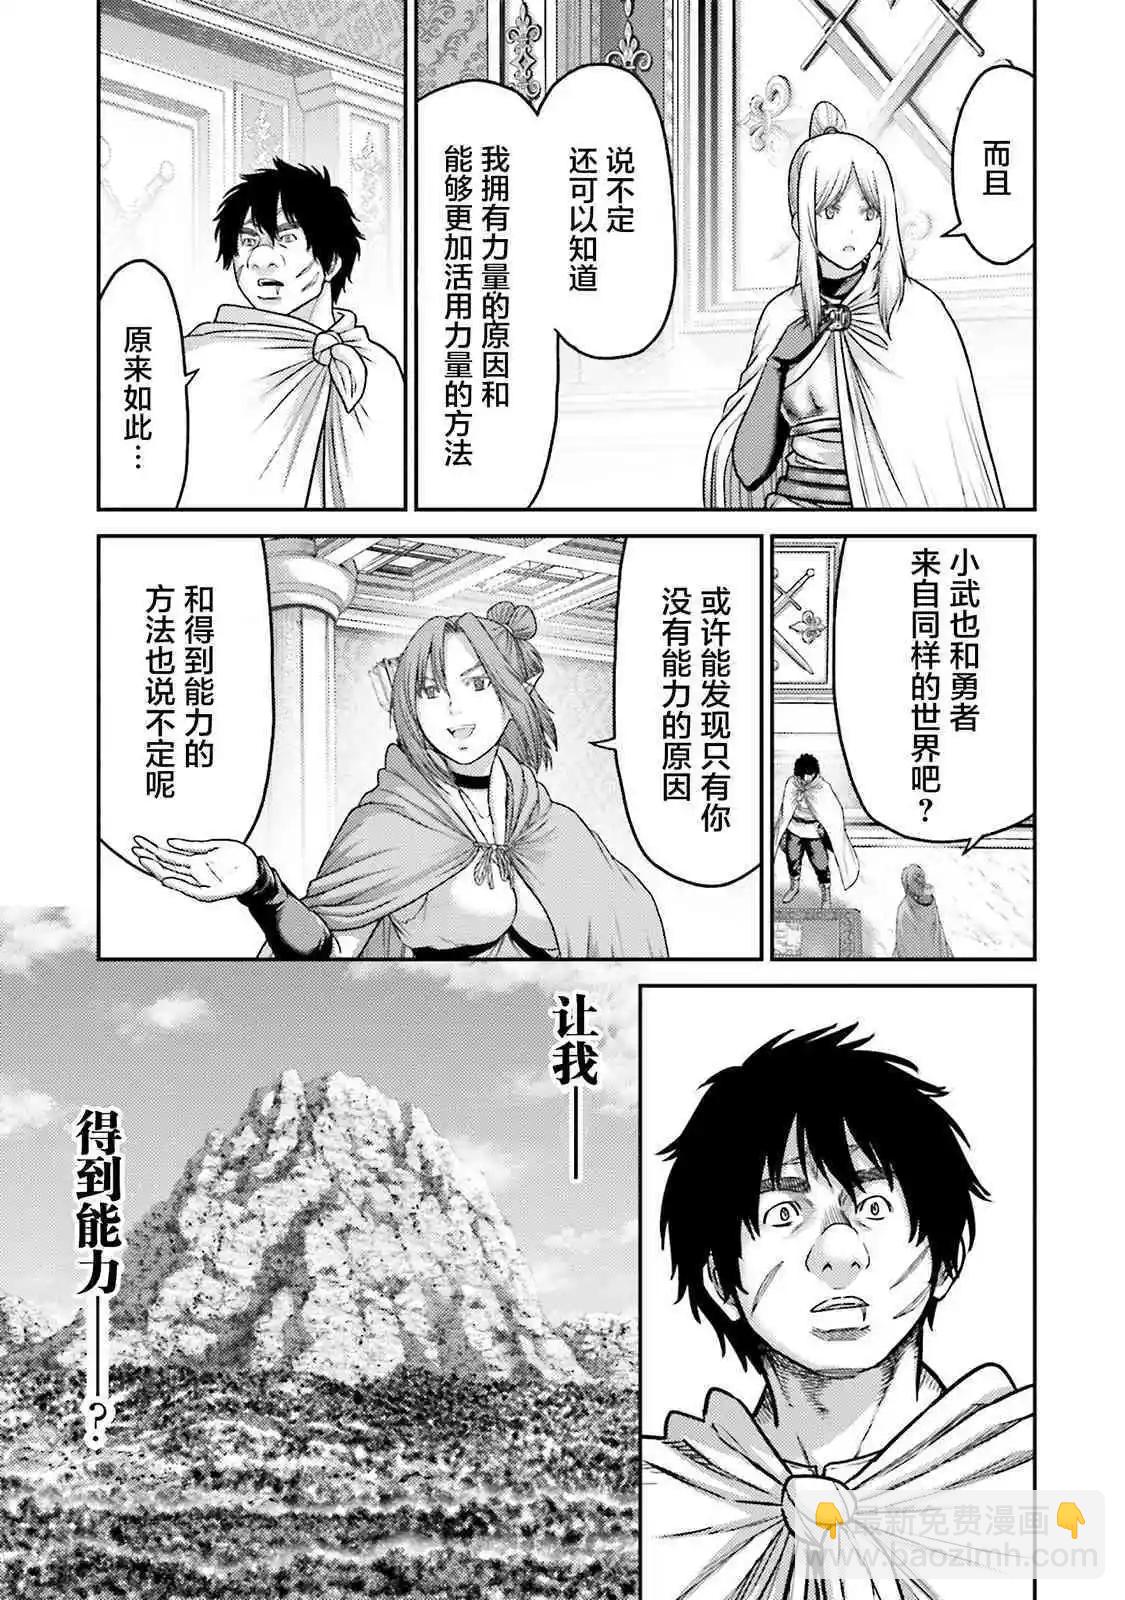 而且
说不定
还可以知道
我拥有力量的原因和
能够更加活用力量的方法
原来如此…
小武也和勇者
来自同样的世界吧?
或许能发现只有你
没有能力的原因
和得到能力的
方法也说不定呢
让我——
得到能力——?
👇最新免费漫画👇
www.baozimh.com